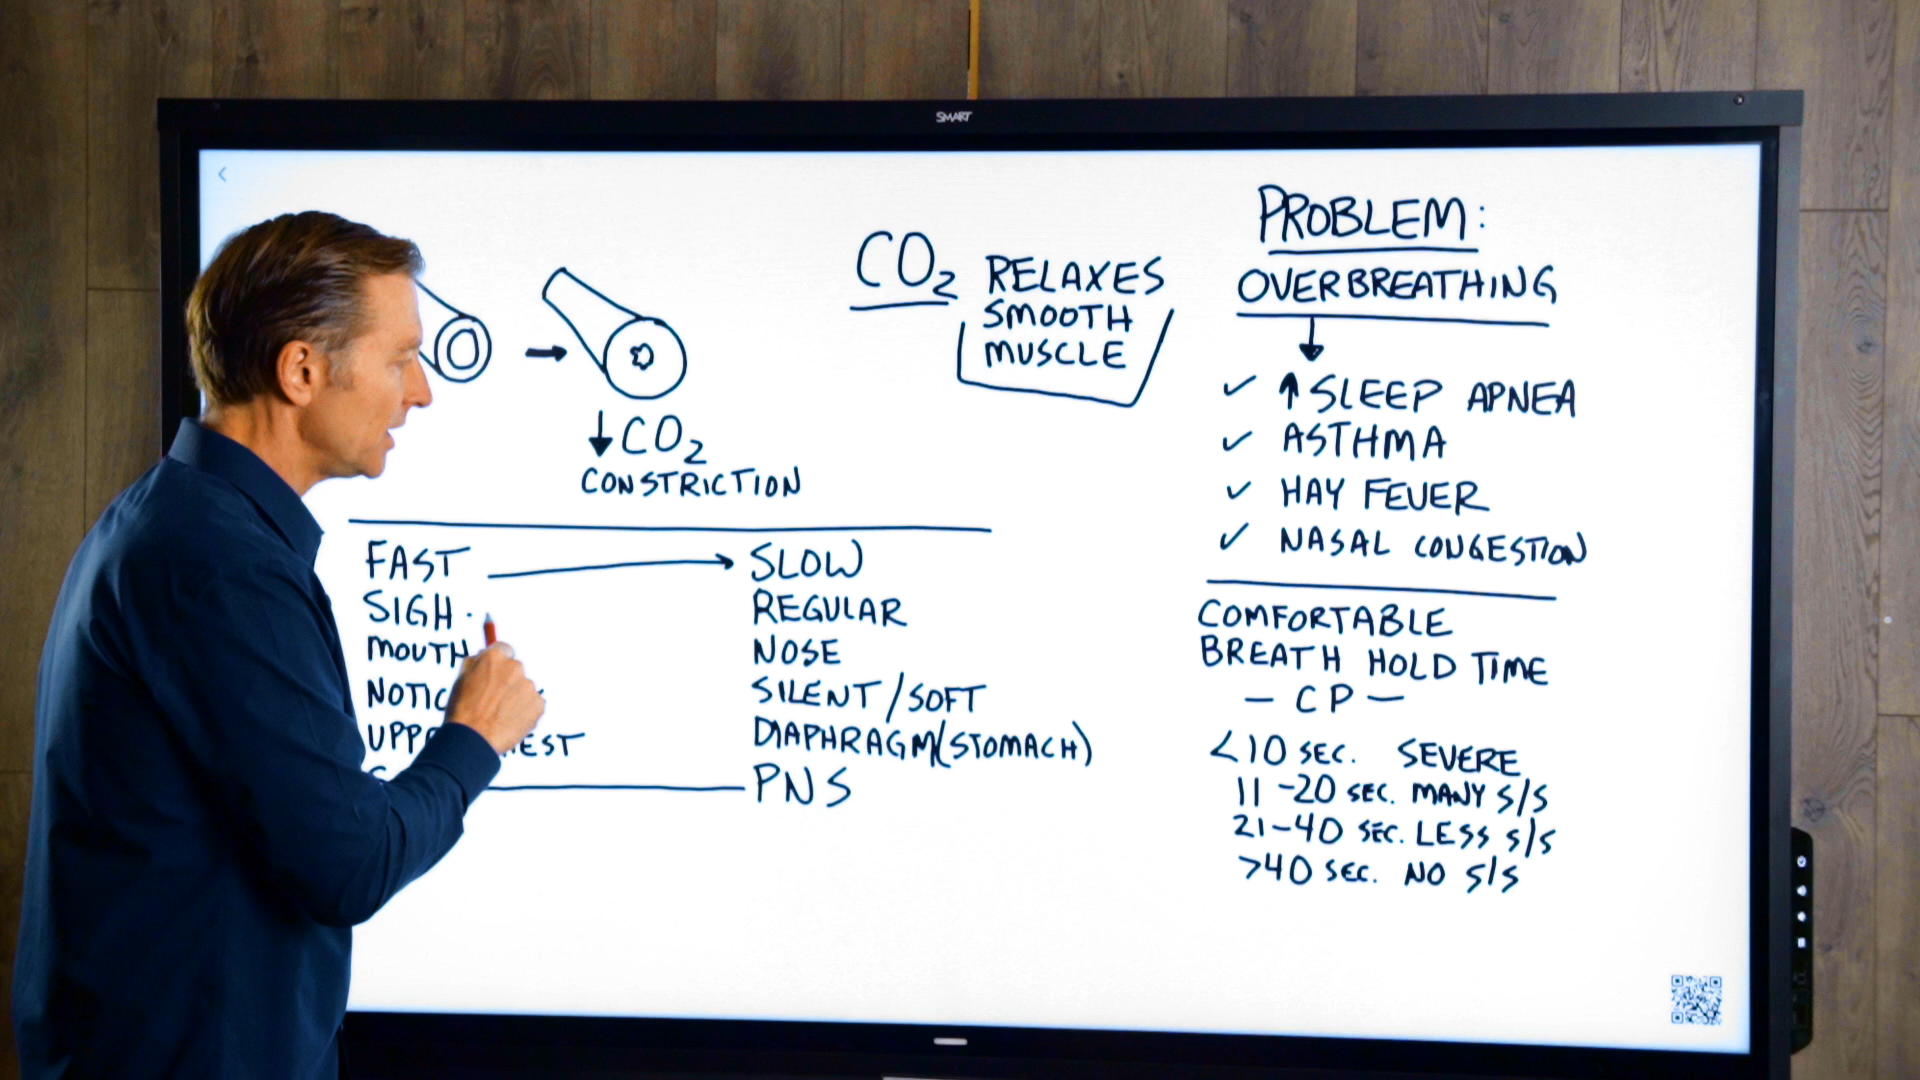 SMART
CO₂ RELAXES
SMOOTH
MUSCLE
↓ CO₂
CONSTRICTION
FAST → SLOW
SIGH REGULAR
MOUTH NOSE
SILENT/SOFT
DIAPHRAGM(STOMACH)
PNS
PROBLEM:
OVERBREATHING
↓
✓ ↑ SLEEP APNEA
✓ ASTHMA
✓ HAY FEVER
✓ NASAL CONGESTION
COMFORTABLE
BREATH HOLD TIME
— CP —
<10 SEC. SEVERE
11-20 SEC. MANY S/S
21-40 SEC. LESS S/S
>40 SEC. NO S/S